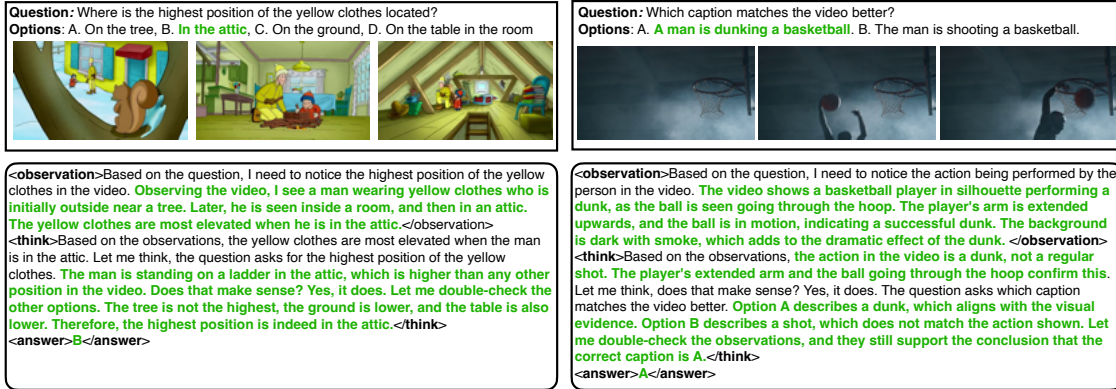 Question: Where is the highest position of the yellow clothes located?
Options: A. On the tree, B. In the attic, C. On the ground, D. On the table in the room
<observation>Based on the question, I need to notice the highest position of the yellow
clothes in the video. Observing the video, I see a man wearing yellow clothes who is
initially outside near a tree. Later, he is seen inside a room, and then in an attic.
The yellow clothes are most elevated when he is in the attic.</observation>
<think>Based on the observations, the yellow clothes are most elevated when the man
is in the attic. Let me think, the question asks for the highest position of the yellow
clothes. The man is standing on a ladder in the attic, which is higher than any other
position in the video. Does that make sense? Yes, it does. Let me double-check the
other options. The tree is not the highest, the ground is lower, and the table is also
lower. Therefore, the highest position is indeed in the attic.</think>
<answer>B</answer>
Question: Which caption matches the video better?
Options: A. A man is dunking a basketball. B. The man is shooting a basketball.
<observation>Based on the question, I need to notice the action being performed by the
person in the video. The video shows a basketball player in silhouette performing a
dunk, as the ball is seen going through the hoop. The player's arm is extended
upwards, and the ball is in motion, indicating a successful dunk. The background
is dark with smoke, which adds to the dramatic effect of the dunk. </observation>
<think>Based on the observations, the action in the video is a dunk, not a regular
shot. The player's extended arm and the ball going through the hoop confirm this.
Let me think, does that make sense? Yes, it does. The question asks which caption
matches the video better. Option A describes a dunk, which aligns with the visual
evidence. Option B describes a shot, which does not match the action shown. Let
me double-check the observations, and they still support the conclusion that the
correct caption is A.</think>
<answer>A</answer>